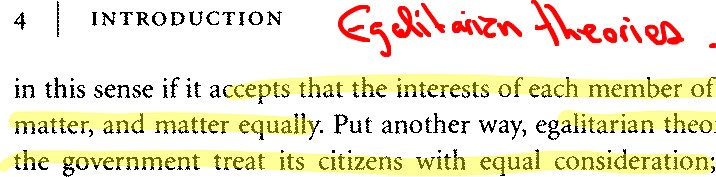 4 | INTRODUCTION Egalitarian theories.
in this sense if it accepts that the interests of each member of
matter, and matter equally. Put another way, egalitarian theo
the government treat its citizens with equal consideration;